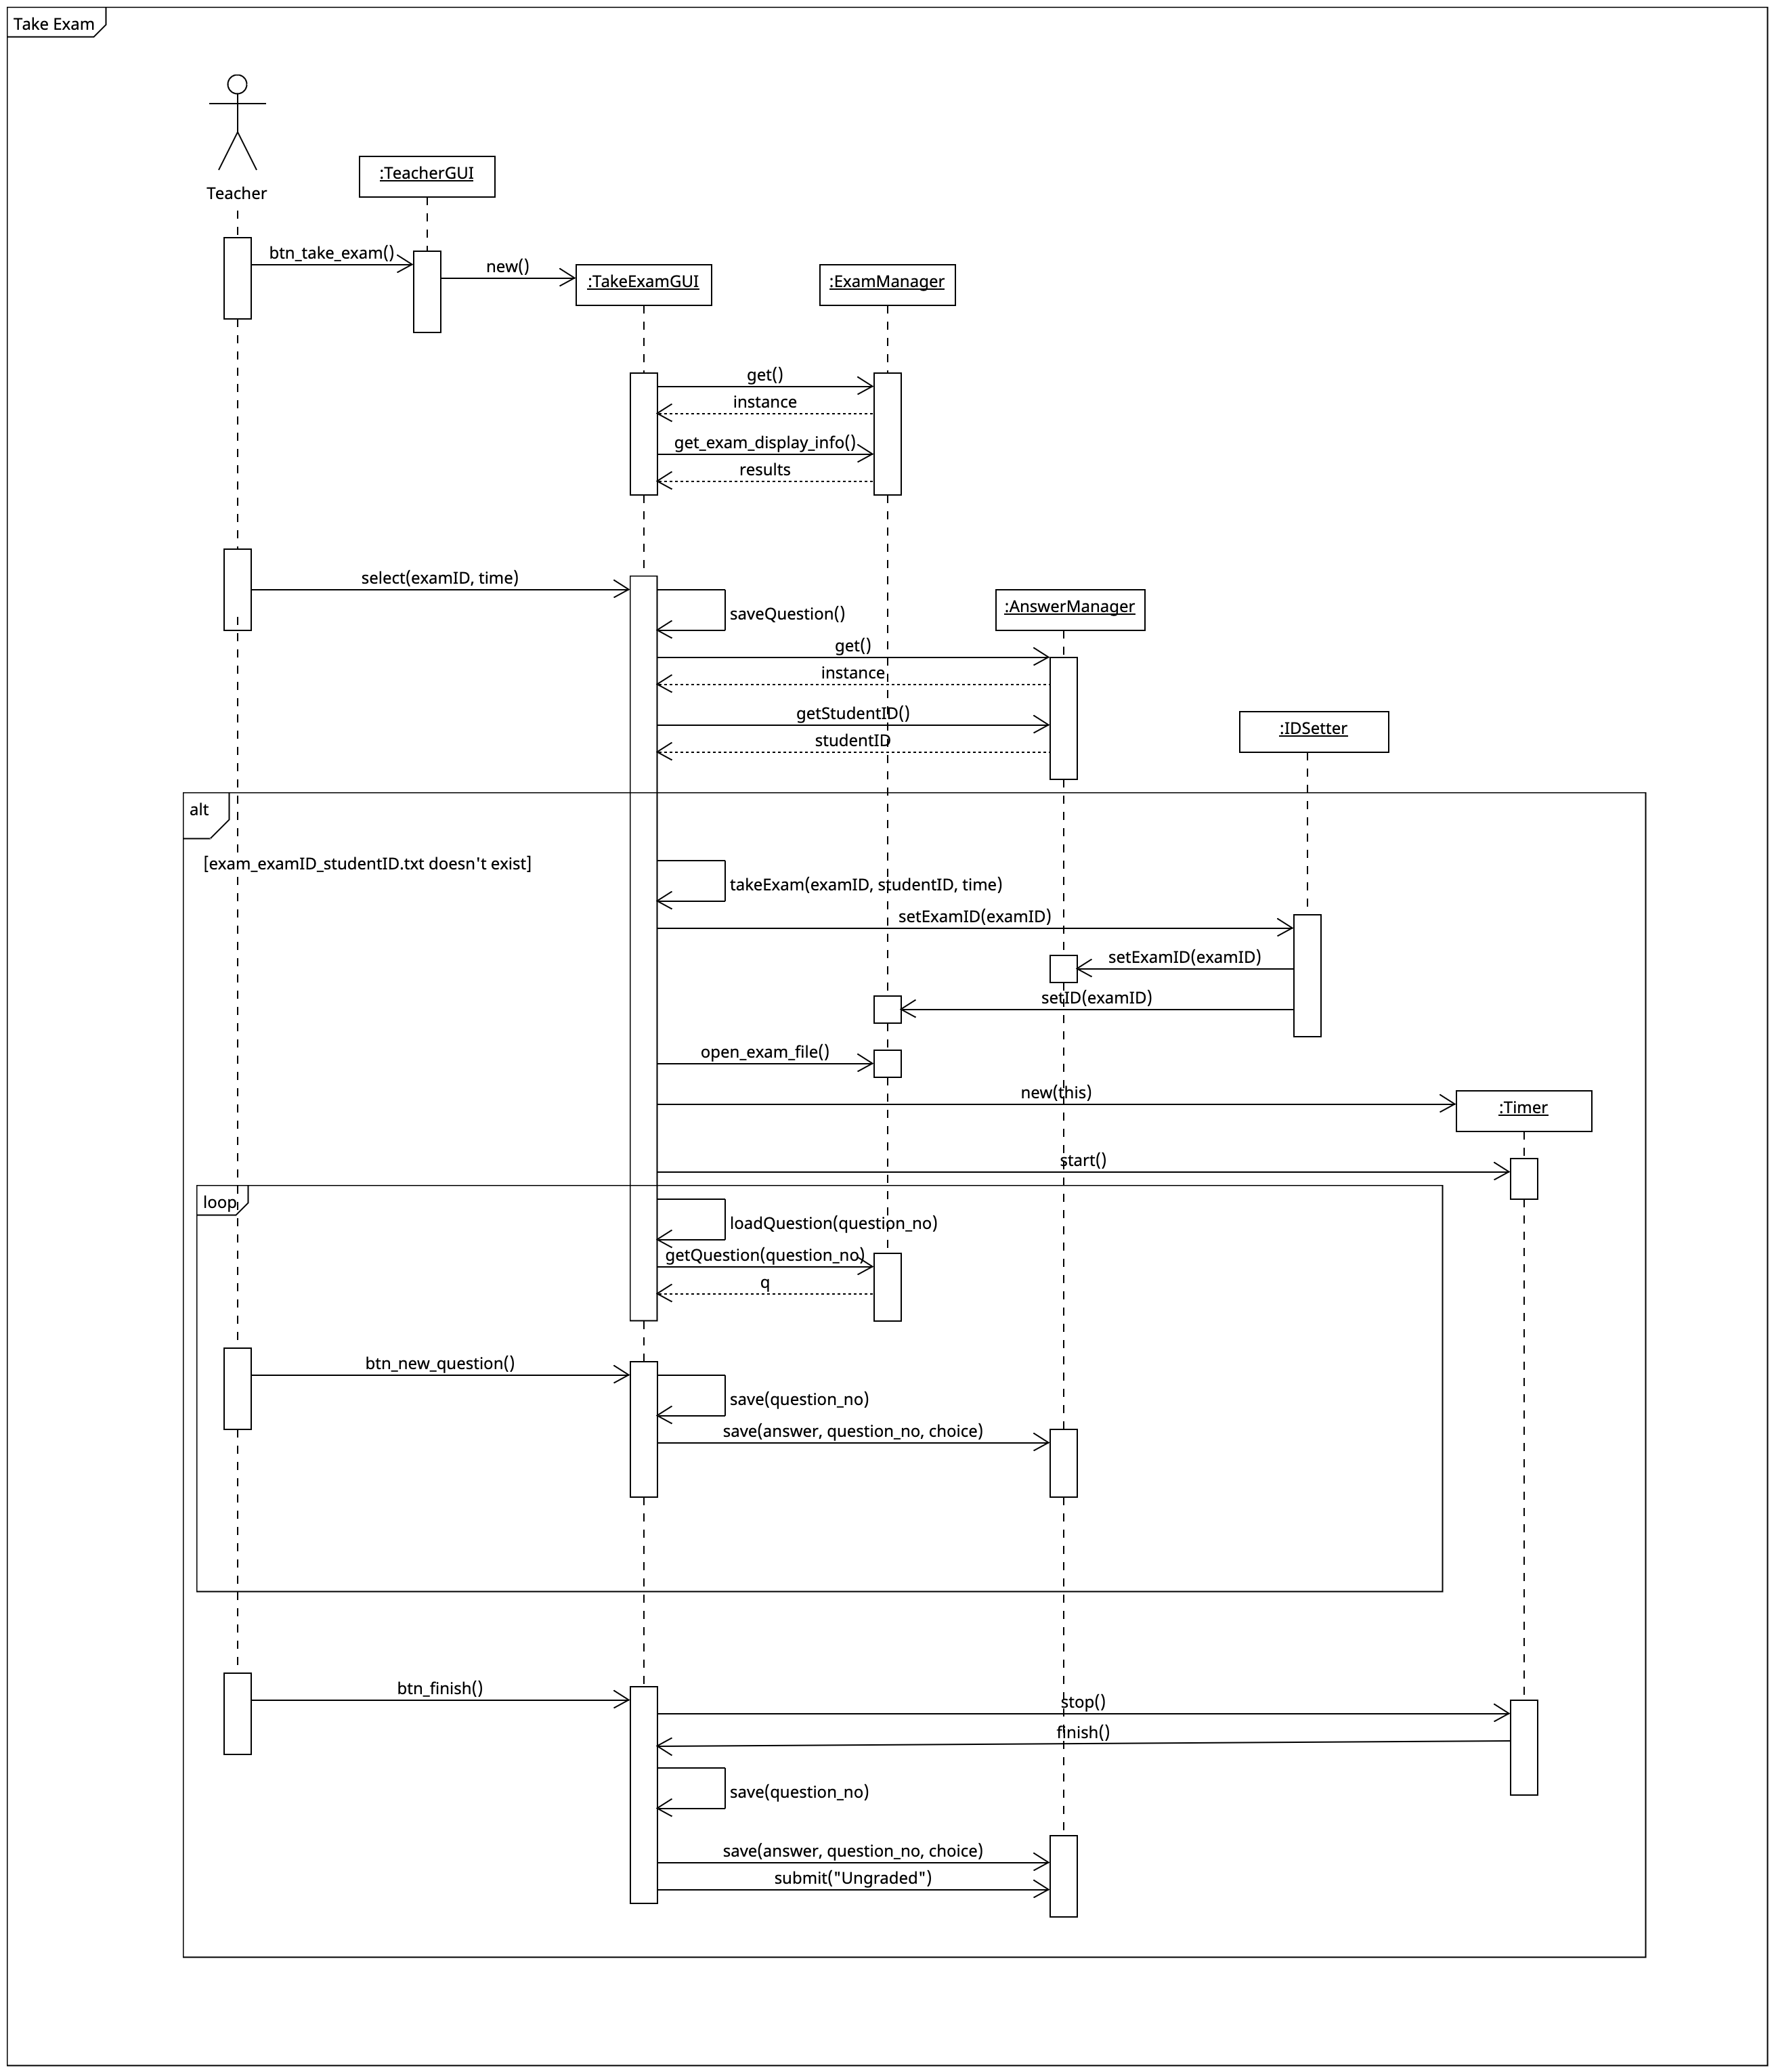 Take Exam
Teacher
:TeacherGUI
btn_take_exam()
new()
:TakeExamGUI
:ExamManager
get()
instance
get_exam_display_info()
results
select(examID, time)
saveQuestion()
:AnswerManager
get()
instance
getStudentID()
studentID
:IDSetter
alt
[exam_examID_studentID.txt doesn't exist]
takeExam(examID, studentID, time)
setExamID(examID)
setExamID(examID)
setID(examID)
open_exam_file()
new(this)
:Timer
start()
loop
loadQuestion(question_no)
getQuestion(question_no)
q
btn_new_question()
save(question_no)
save(answer, question_no, choice)
btn_finish()
stop()
finish()
save(question_no)
save(answer, question_no, choice)
submit("Ungraded")